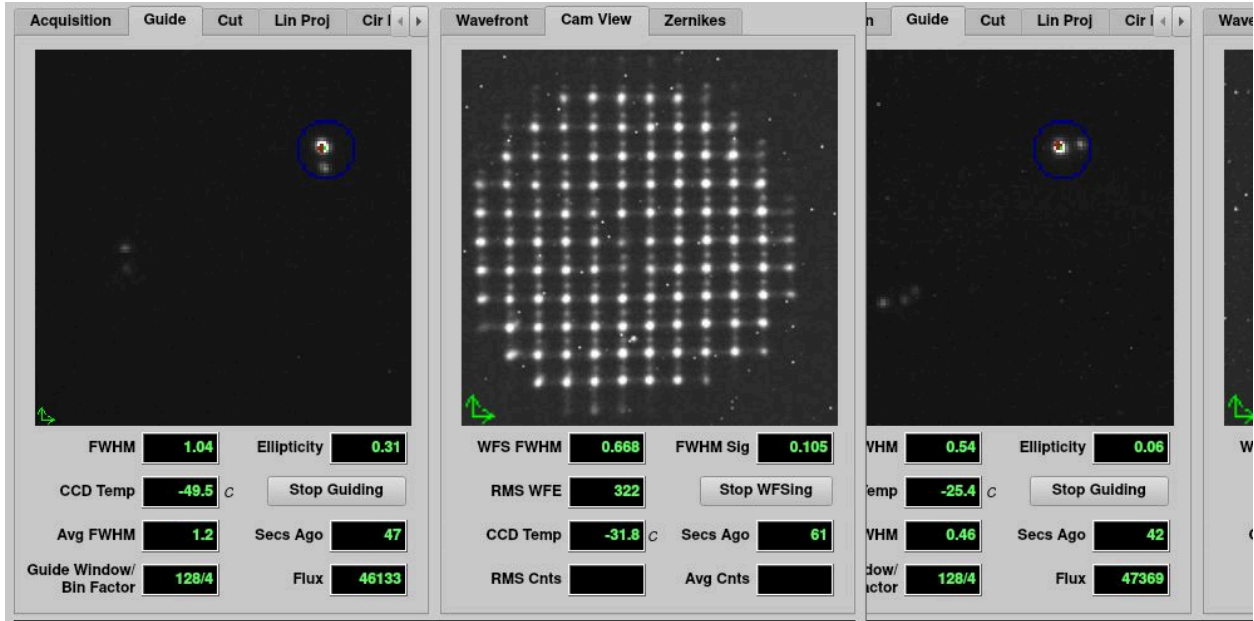 Acquisition Guide Cut Lin Proj Cir
FWHM 1.04 Ellipticity 0.31
CCD Temp -49.5 C Stop Guiding
Avg FWHM 1.2 Secs Ago 47
Guide Window/
Bin Factor 128/4 Flux 46133
Wavefront Cam View Zernikes
WFS FWHM 0.668 FWHM Sig 0.105
RMS WFE 322 Stop WFSing
CCD Temp -31.8 C Secs Ago 61
RMS Cnts Avg Cnts
n Guide Cut Lin Proj Cir
WHM 0.54 Ellipticity 0.06
emp -25.4 C Stop Guiding
WHM 0.46 Secs Ago 42
dow/
actor 128/4 Flux 47369
Wave
W